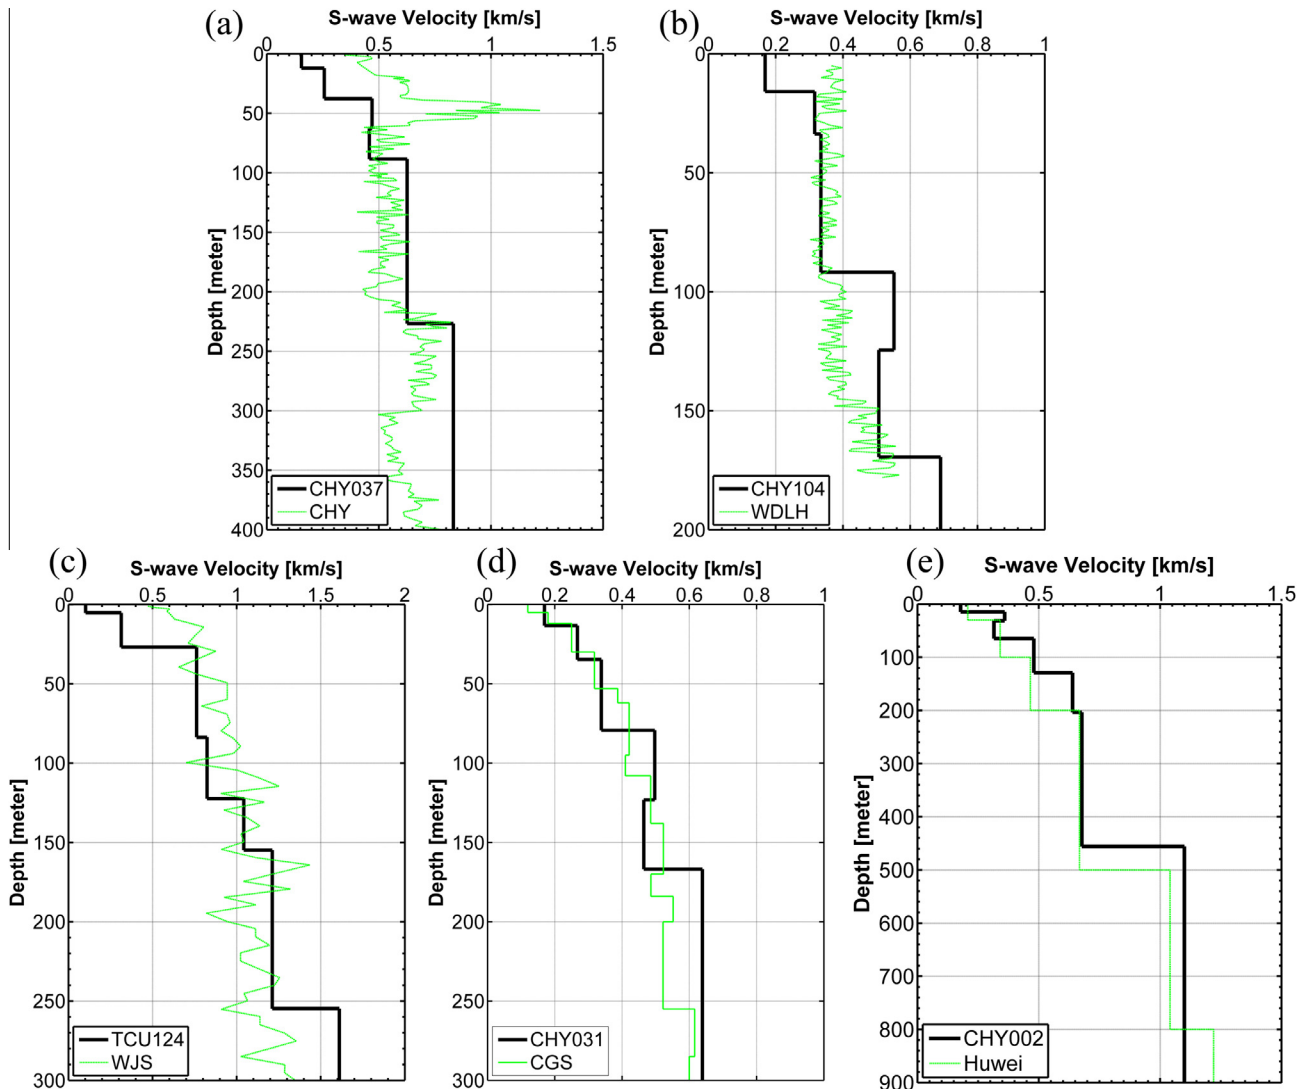 (a)
S-wave Velocity [km/s]
0 0.5 1 1.5
0
50
100
150
200
250
300
350
400
Depth [meter]
CHY037
CHY
(b)
S-wave Velocity [km/s]
0 0.2 0.4 0.6 0.8 1
0
50
100
150
200
Depth [meter]
CHY104
WDLH
(c)
S-wave Velocity [km/s]
0 0.5 1 1.5 2
0
50
100
150
200
250
300
Depth [meter]
TCU124
WJS
(d)
S-wave Velocity [km/s]
0 0.2 0.4 0.6 0.8 1
0
50
100
150
200
250
300
Depth [meter]
CHY031
CGS
(e)
S-wave Velocity [km/s]
0 0.5 1 1.5
0
100
200
300
400
500
600
700
800
900
Depth [meter]
CHY002
Huwei